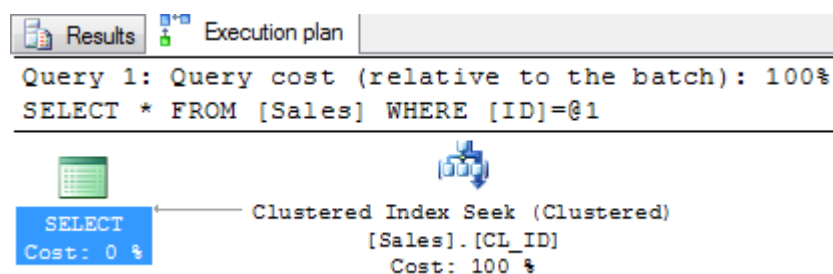 Results Execution plan
Query 1: Query cost (relative to the batch): 100%
SELECT * FROM [Sales] WHERE [ID]=@1
SELECT
Cost: 0 %
Clustered Index Seek (Clustered)
[Sales].[CL_ID]
Cost: 100 %